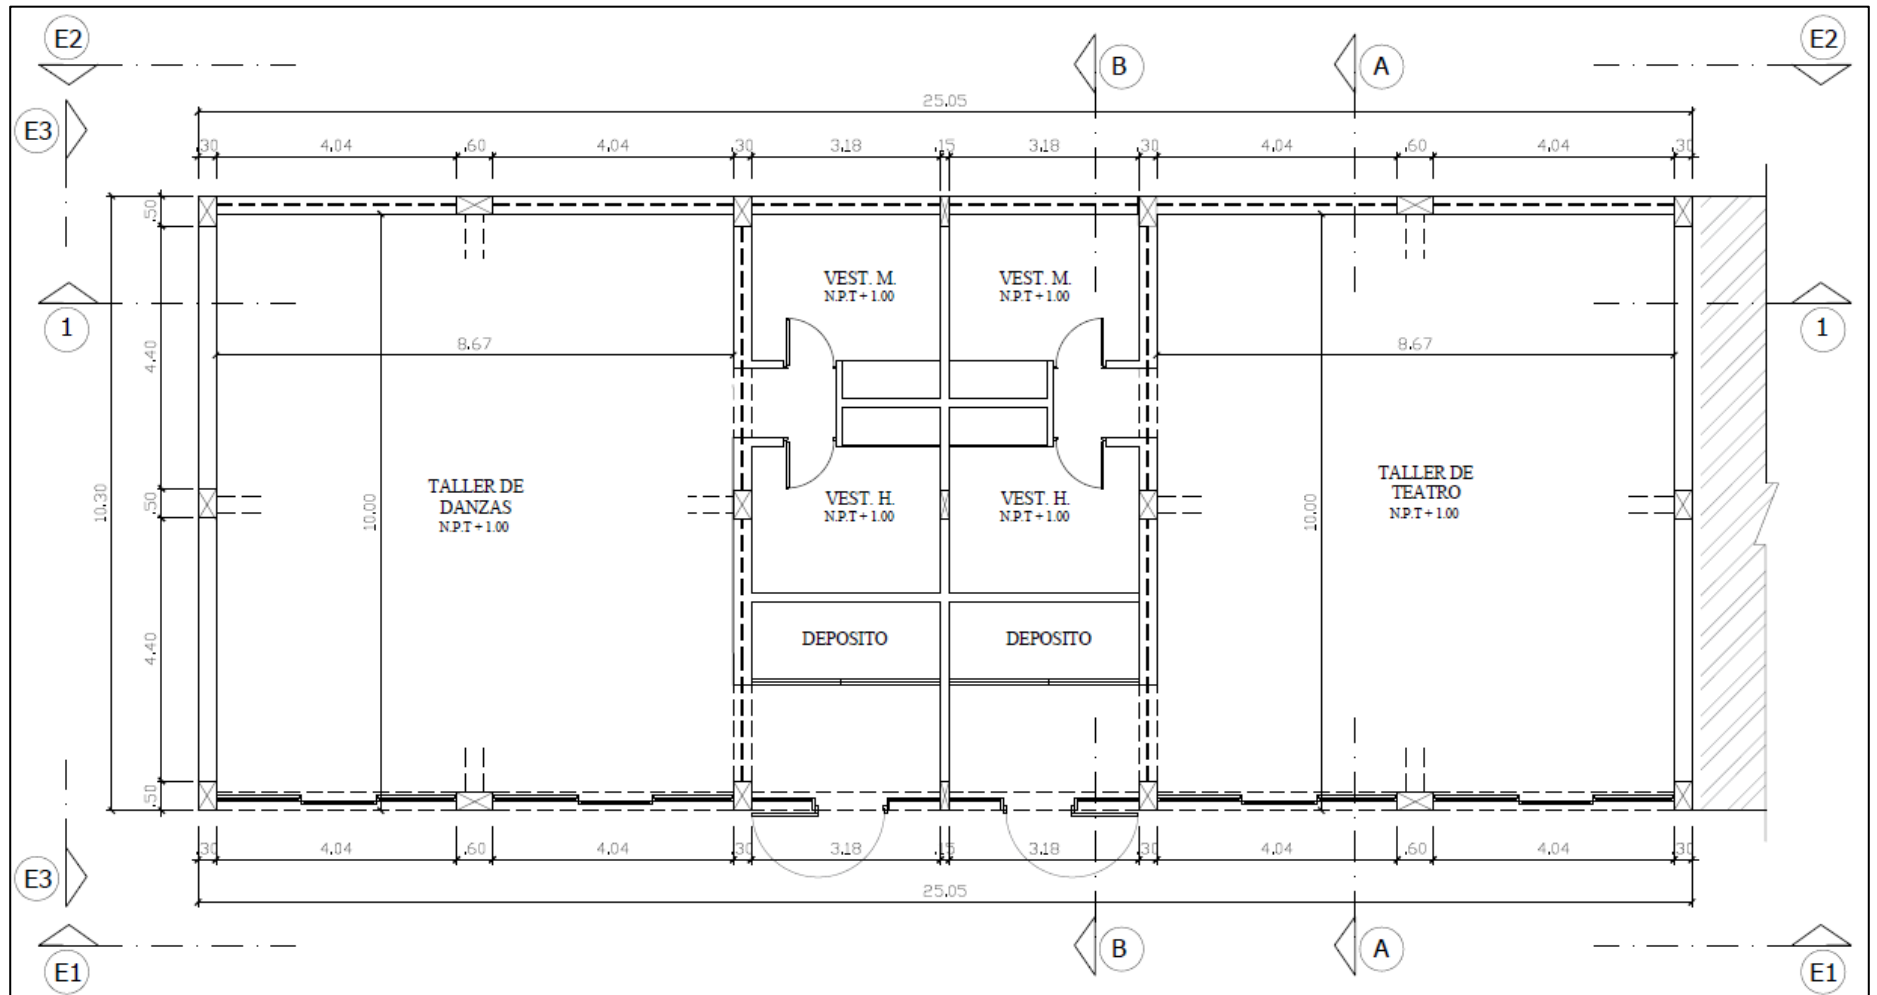 E2
B
A
E2
25.05
E3
.30
4.04
.60
4.04
.30
3.18
.15
3.18
.30
4.04
.60
4.04
.30
.50
VEST. M.
N.P.T + 1.00
VEST. M.
N.P.T + 1.00
1
1
8.67
8.67
4.40
TALLER DE
DANZAS
N.P.T + 1.00
VEST. H.
N.P.T + 1.00
VEST. H.
N.P.T + 1.00
TALLER DE
TEATRO
N.P.T + 1.00
10.30
.50
10.00
10.00
4.40
DEPOSITO
DEPOSITO
.50
.30
4.04
.60
4.04
.30
3.18
.15
3.18
.30
4.04
.60
4.04
.30
E3
25.05
E1
B
A
E1